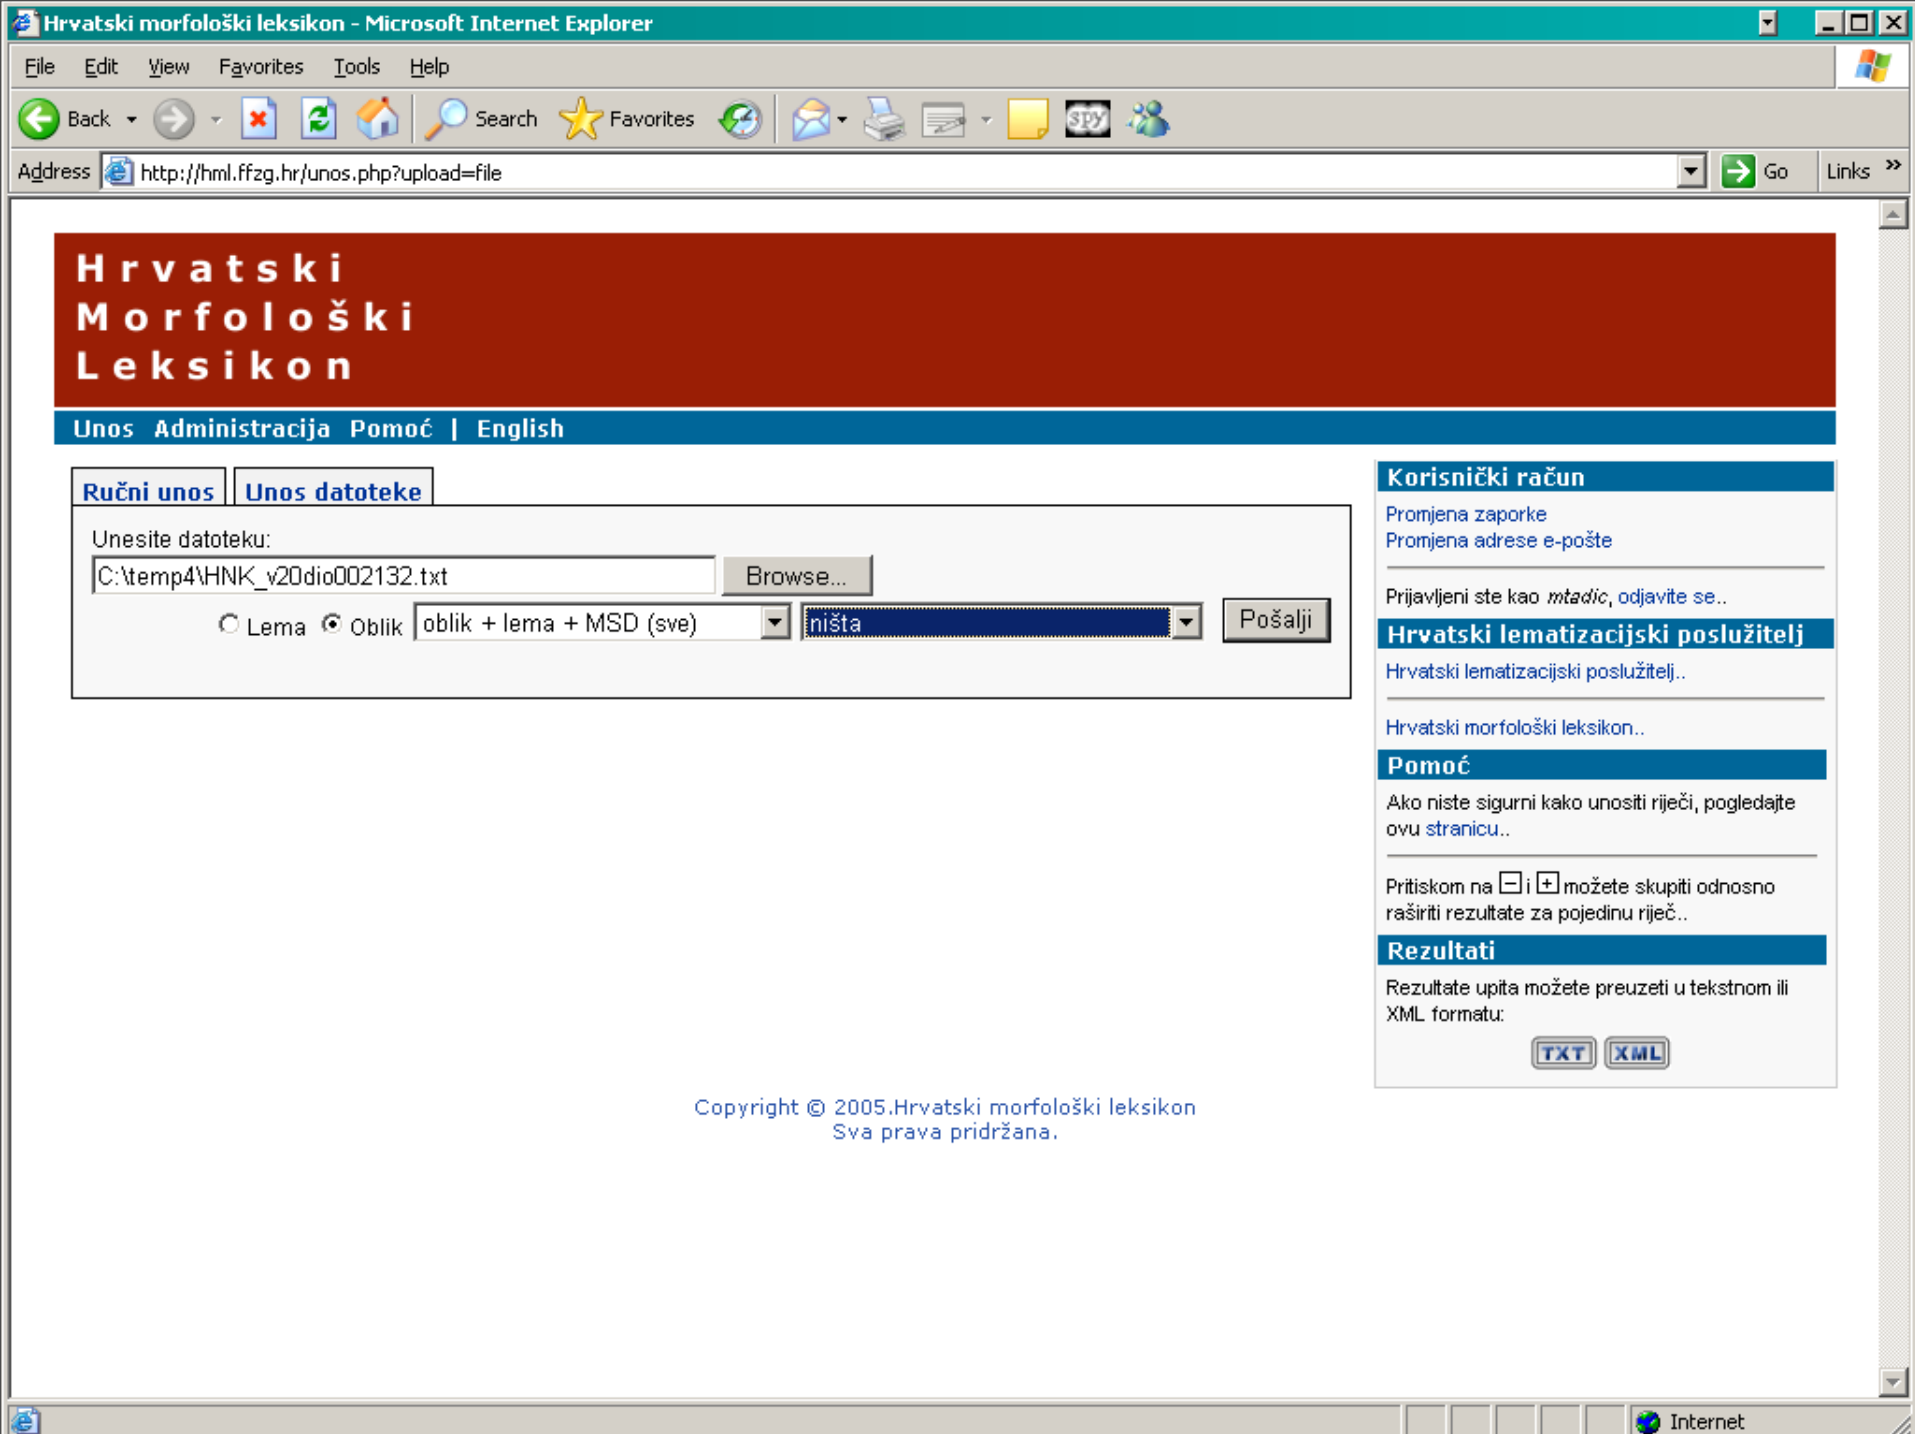 Hrvatski morfološki leksikon - Microsoft Internet Explorer
File Edit View Favorites Tools Help
Back Search Favorites SPY
Address http://hml.ffzg.hr/unos.php?upload=file Go Links »
Hrvatski
Morfološki
Leksikon
Unos Administracija Pomoć | English
Ručni unos Unos datoteke
Unesite datoteku:
C:\temp4\HNK_v20dio002132.txt Browse...
Lema Oblik oblik + lema + MSD (sve) ništa Pošalji
Korisnički račun
Promjena zaporke
Promjena adrese e-pošte
Prijavljeni ste kao mtadic, odjavite se..
Hrvatski lematizacijski poslužitelj
Hrvatski lematizacijski poslužitelj..
Hrvatski morfološki leksikon..
Pomoć
Ako niste sigurni kako unositi riječi, pogledajte
ovu stranicu..
Pritiskom na - i + možete skupiti odnosno
raširiti rezultate za pojedinu riječ..
Rezultati
Rezultate upita možete preuzeti u tekstnom ili
XML formatu:
TXT XML
Copyright © 2005.Hrvatski morfološki leksikon
Sva prava pridržana.
Internet